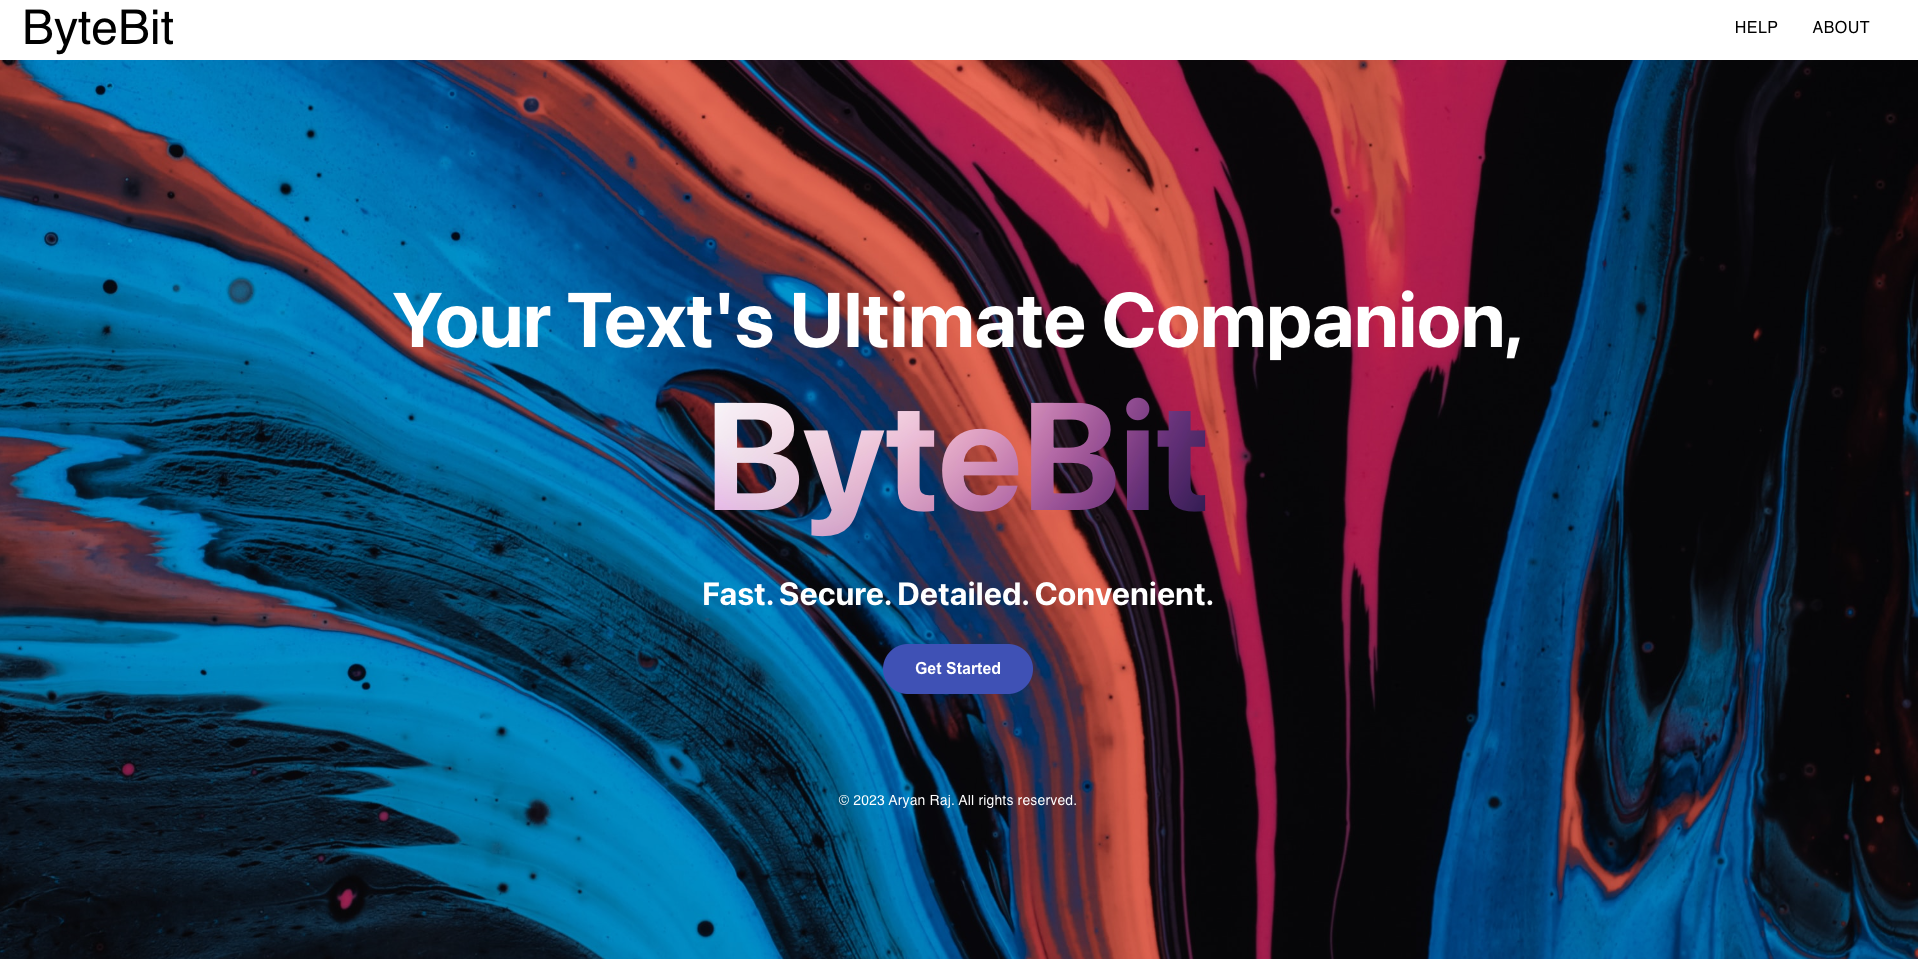 ByteBit
HELP ABOUT
Your Text's Ultimate Companion,
ByteBit
Fast. Secure. Detailed. Convenient.
Get Started
© 2023 Aryan Raj. All rights reserved.